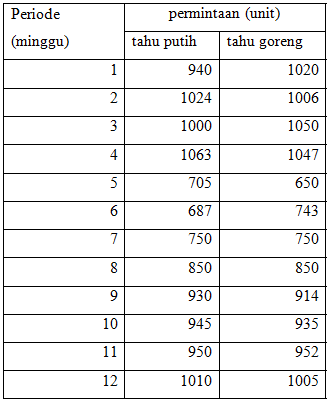 Periode (minggu) permintaan (unit)
tahu putih tahu goreng
1 940 1020
2 1024 1006
3 1000 1050
4 1063 1047
5 705 650
6 687 743
7 750 750
8 850 850
9 930 914
10 945 935
11 950 952
12 1010 1005